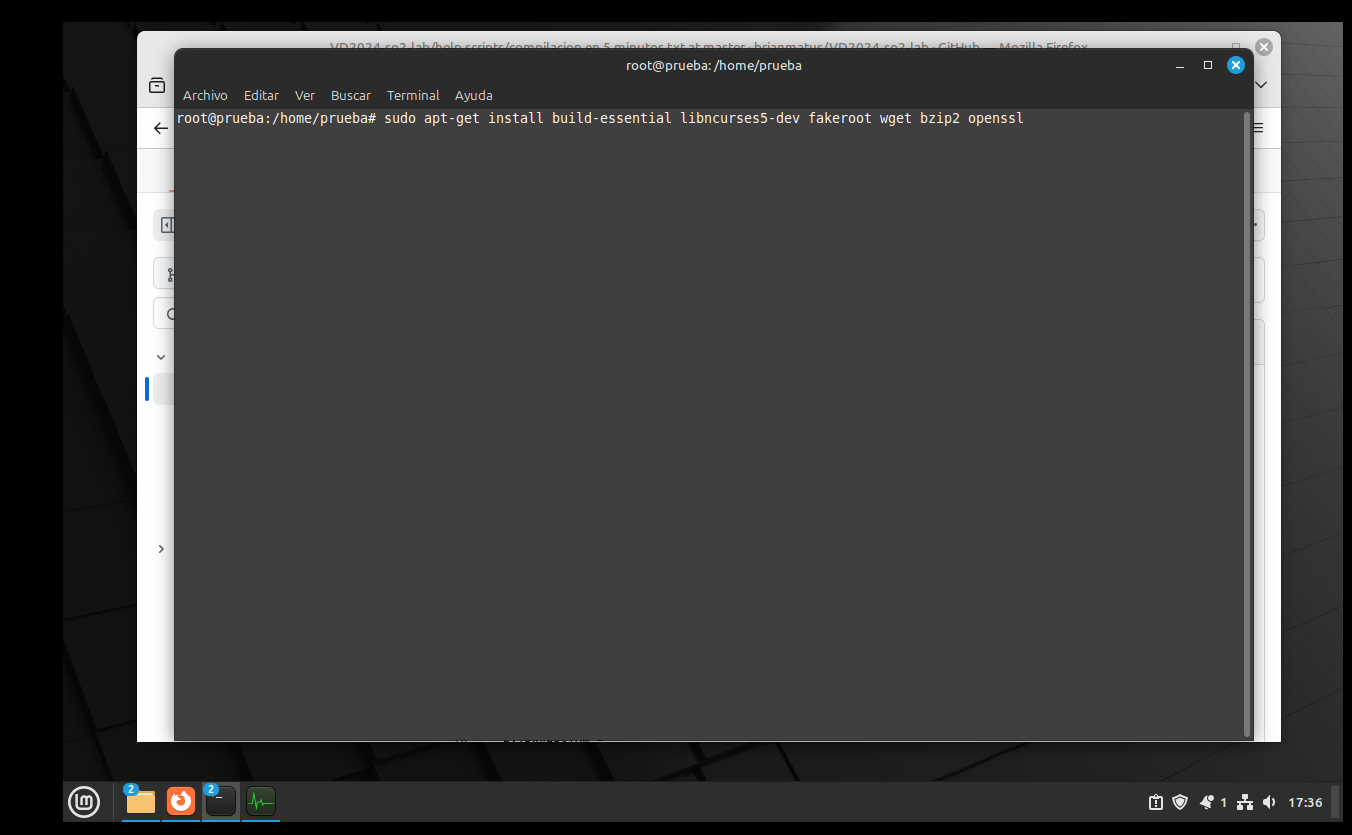 VD2024-so2-lab/help scripts/compilacion en 5 minutos.txt at master · brianmatus/VD2024-so2-lab · GitHub — Mozilla Firefox
root@prueba: /home/prueba
Archivo Editar Ver Buscar Terminal Ayuda
root@prueba:/home/prueba# sudo apt-get install build-essential libncurses5-dev fakeroot wget bzip2 openssl
2 2 1 17:36